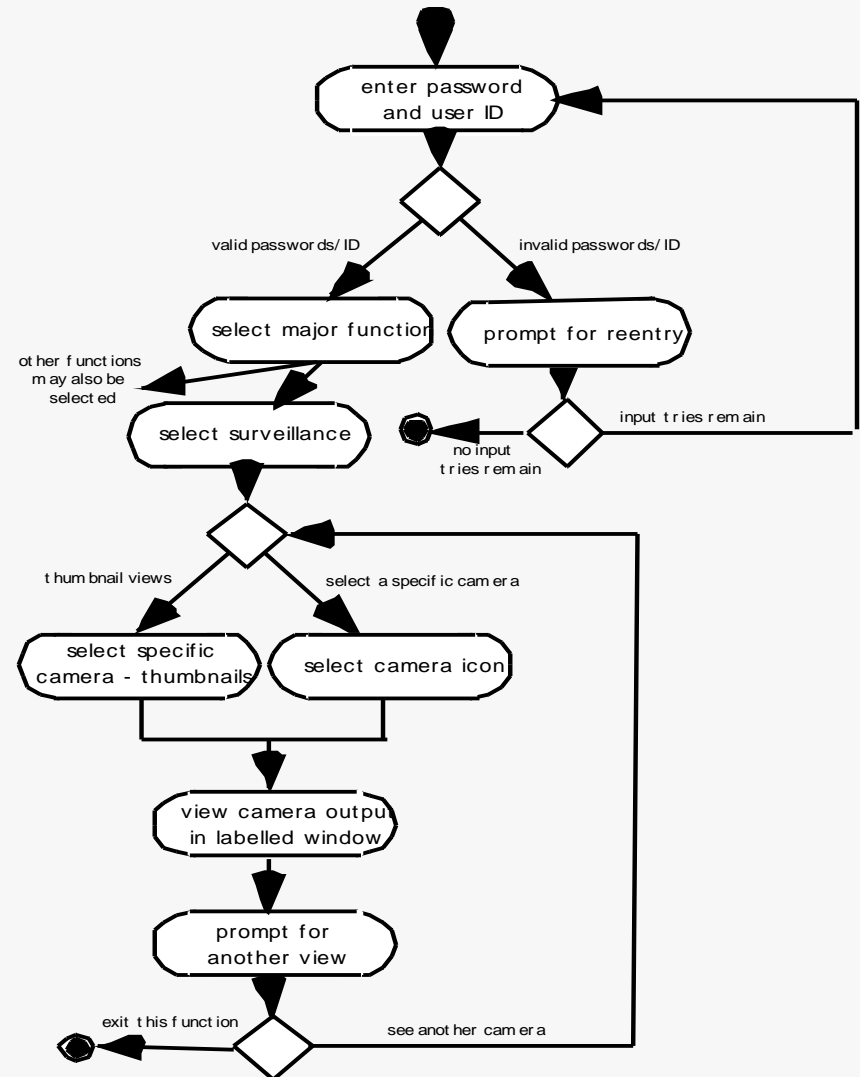 enter password
and user ID
valid passwords/ID
invalid passwords/ID
select major function
prompt for reentry
other functions
may also be
selected
select surveillance
input tries remain
no input
tries remain
thumbnail views
select a specific camera
select specific
camera - thumbnails
select camera icon
view camera output
in labelled window
prompt for
another view
exit this function
see another camera